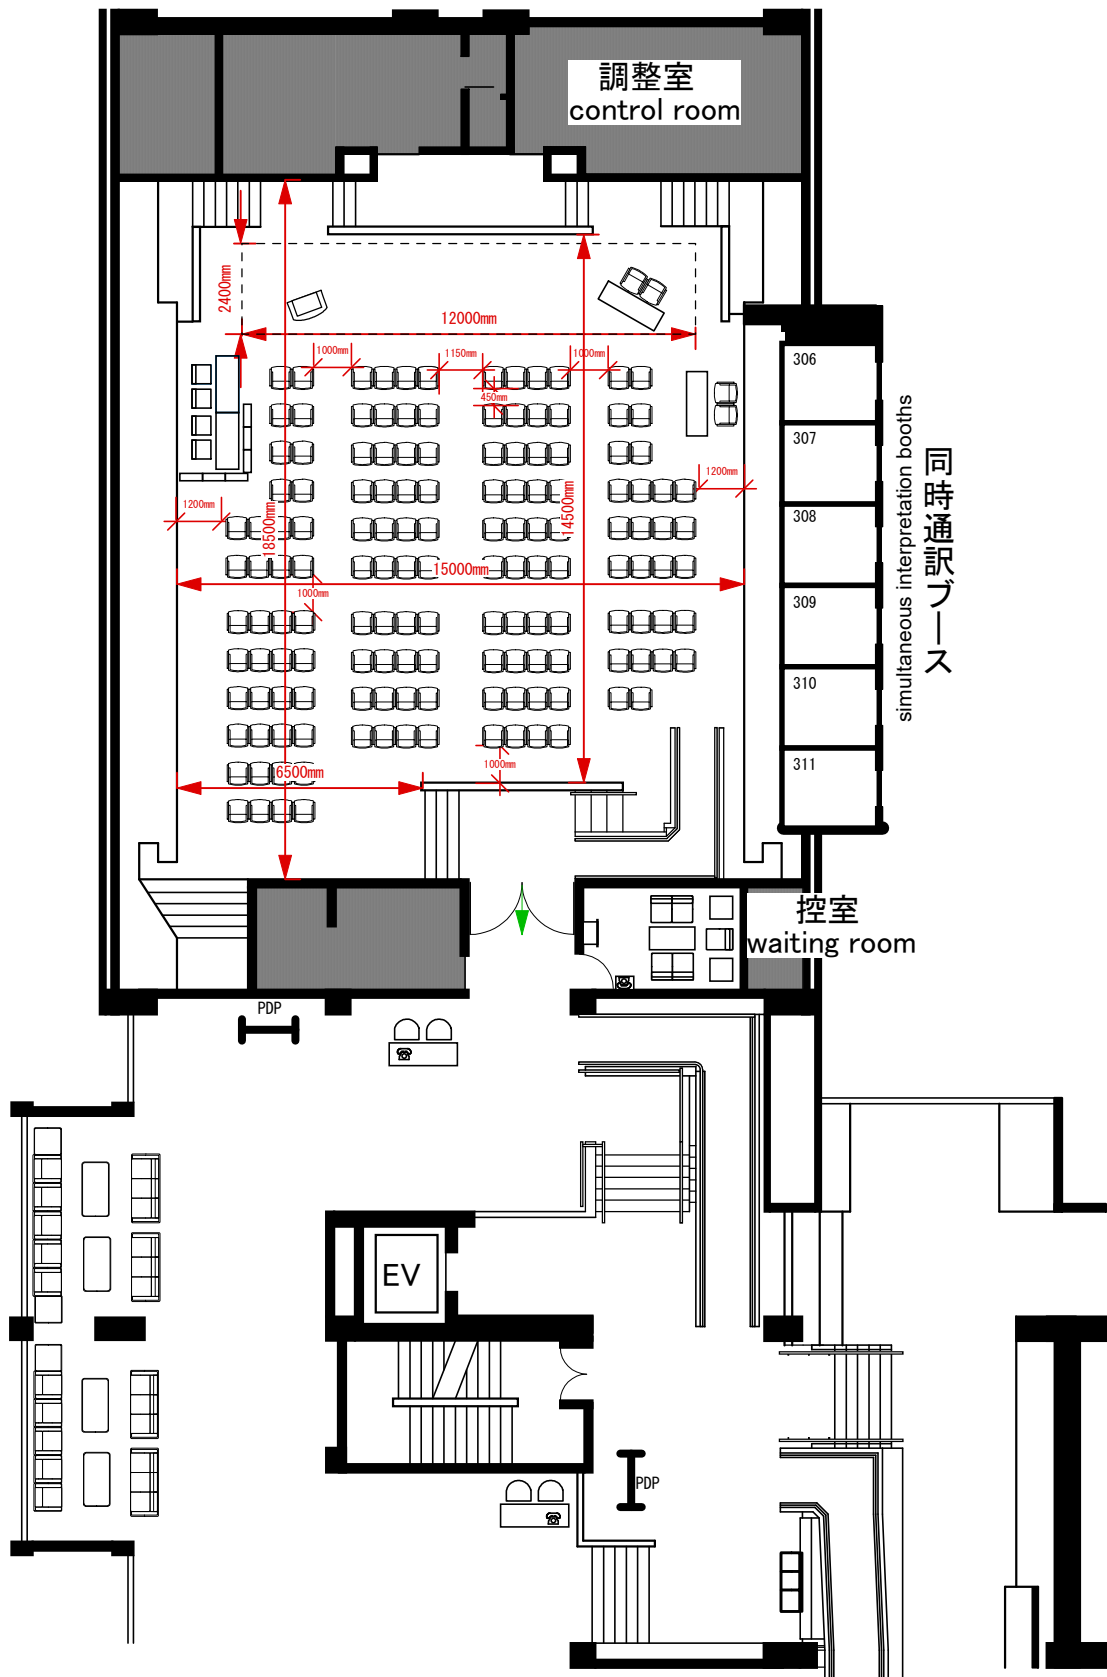 調整室
control room
2400mm
12000mm
1000mm
1150mm
1000mm
450mm
306
307
308
309
310
311
同時通訳ブース
simultaneous interpretation booths
1200mm
1200mm
18500mm
14500mm
15000mm
1000mm
6500mm
1000mm
控室
waiting room
PDP
EV
PDP